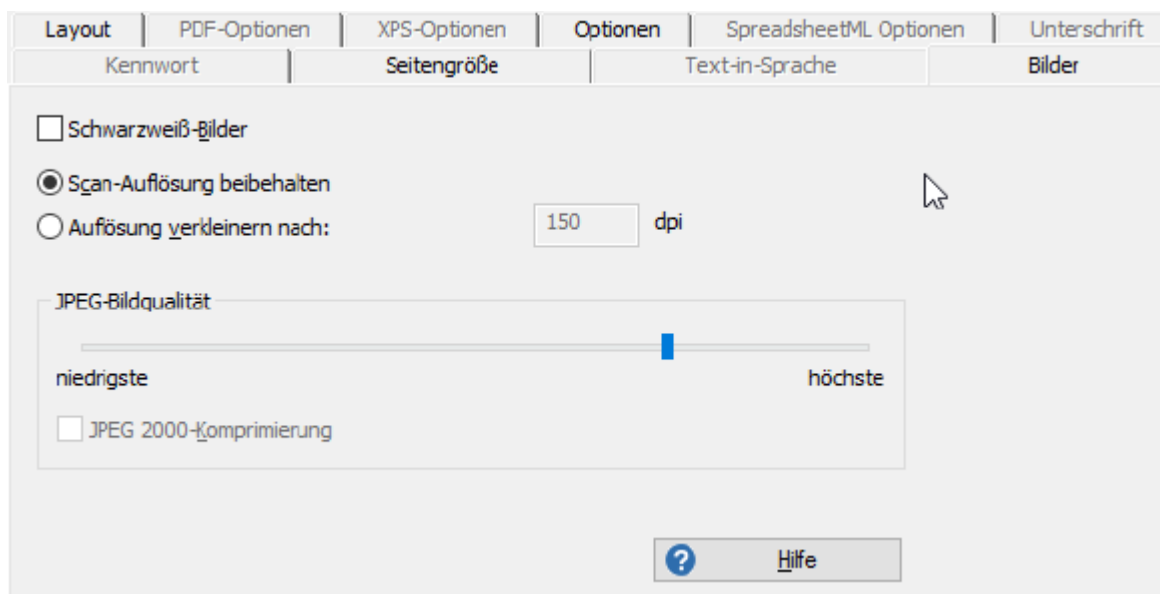 Layout PDF-Optionen XPS-Optionen Optionen SpreadsheetML Optionen Unterschrift
Kennwort Seitengröße Text-in-Sprache Bilder
Schwarzweiß-Bilder
Scan-Auflösung beibehalten
Auflösung verkleinern nach: 150 dpi
JPEG-Bildqualität
niedrigste höchste
JPEG 2000-Komprimierung
? Hilfe